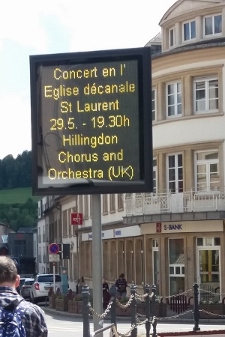 Concert en l'
Eglise décanale
St Laurent
29.5. - 19.30h
Hillingdon
Chorus and
Orchestra (UK)
S-BANK